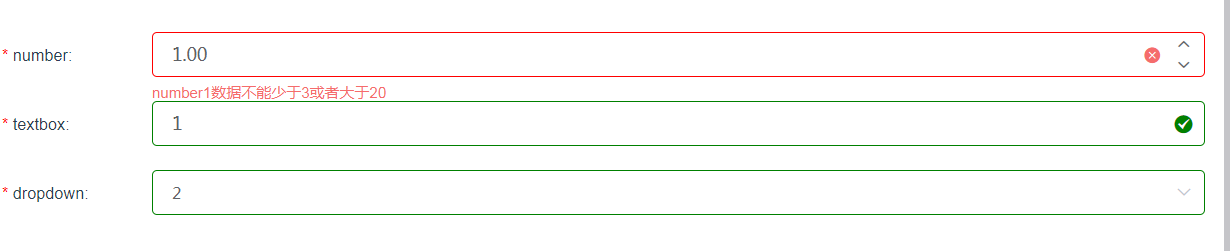 * number:
1.00
number1数据不能少于3或者大于20
* textbox:
1
* dropdown:
2